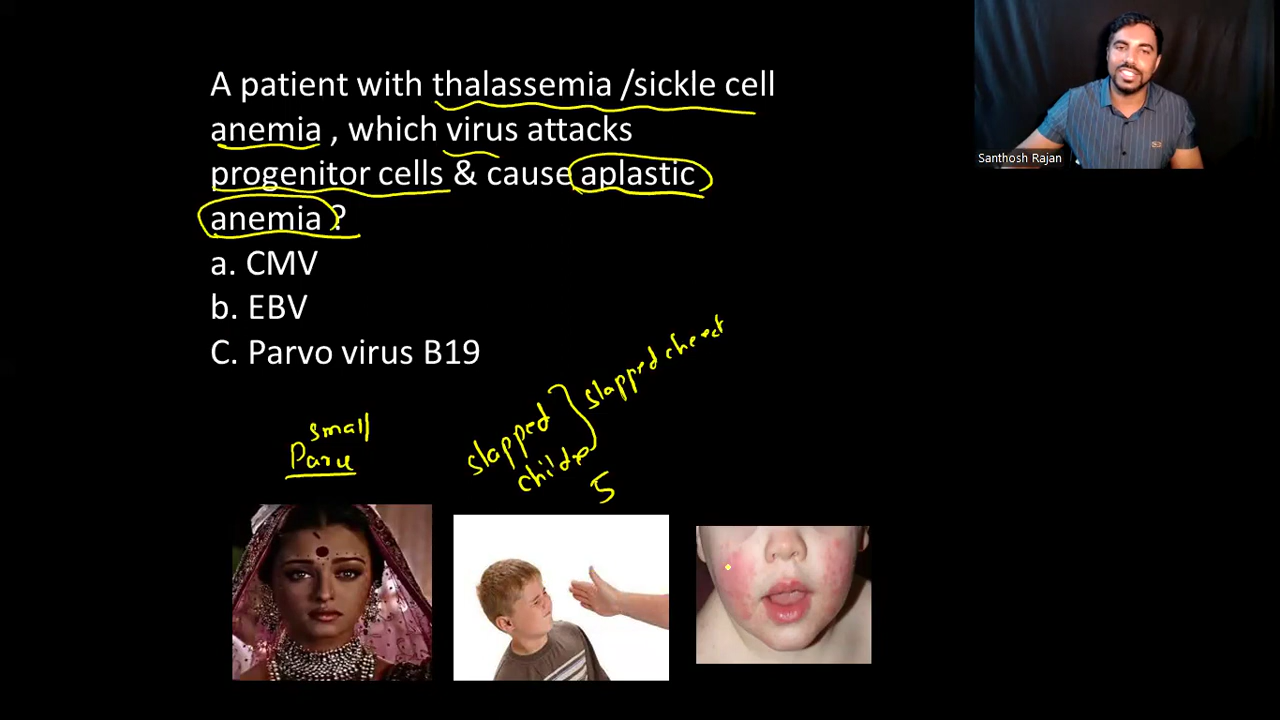 A patient with thalassemia /sickle cell
anemia , which virus attacks
progenitor cells & cause aplastic
anemia ?
a. CMV
b. EBV
C. Parvo virus B19
Santhosh Rajan
slapped cheek
slapped
child
5
small
Paru